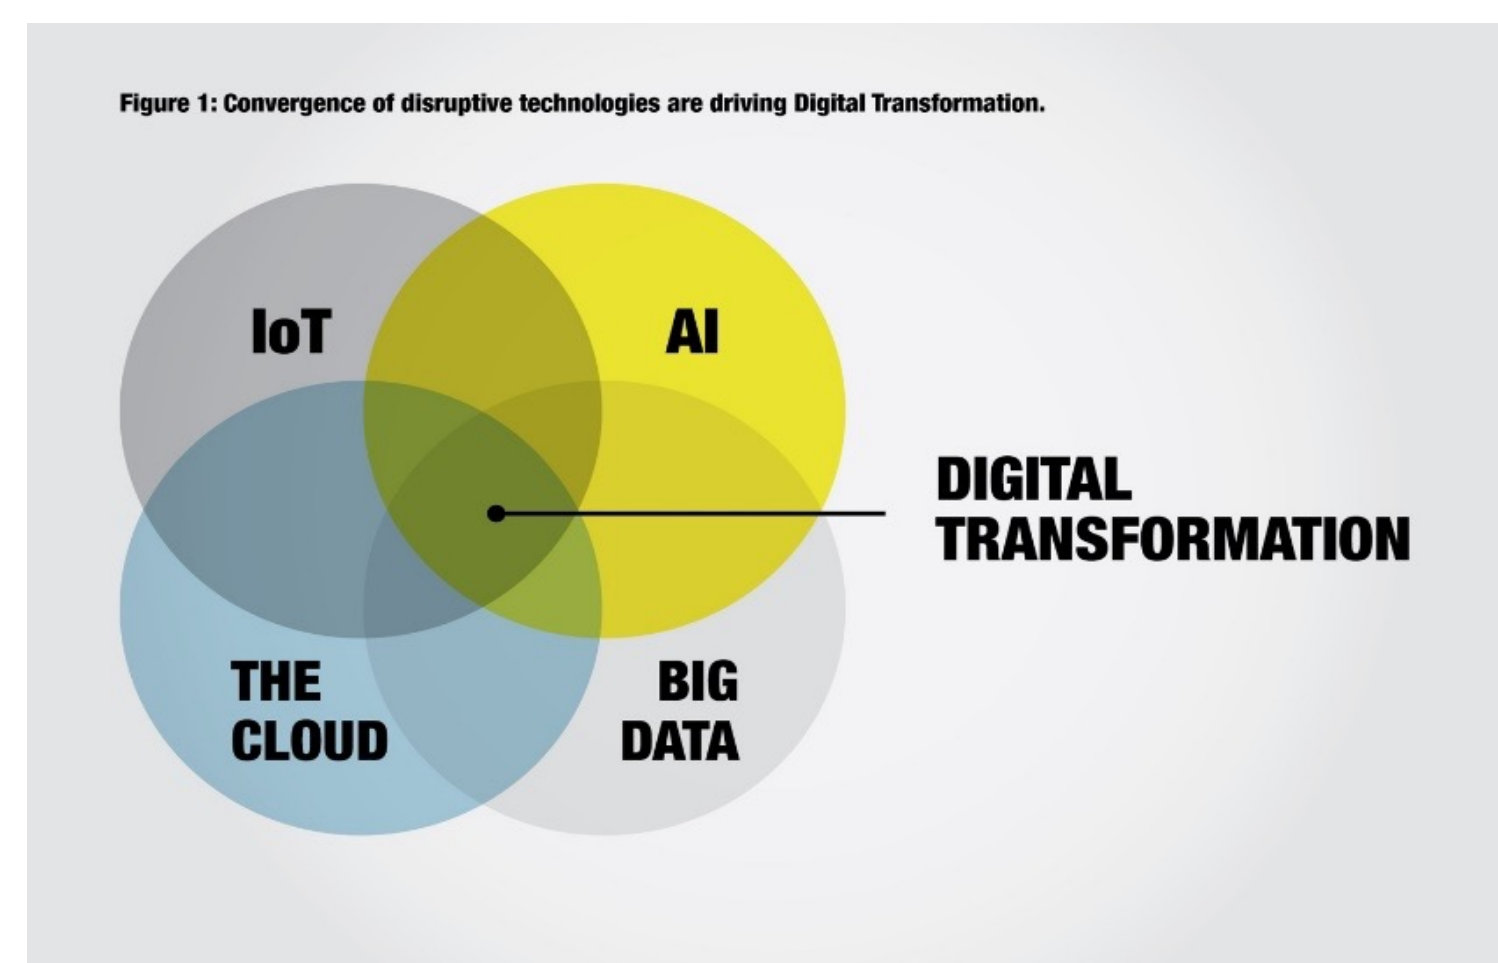 Figure 1: Convergence of disruptive technologies are driving Digital Transformation.
IoT
AI
DIGITAL
TRANSFORMATION
THE
CLOUD
BIG
DATA